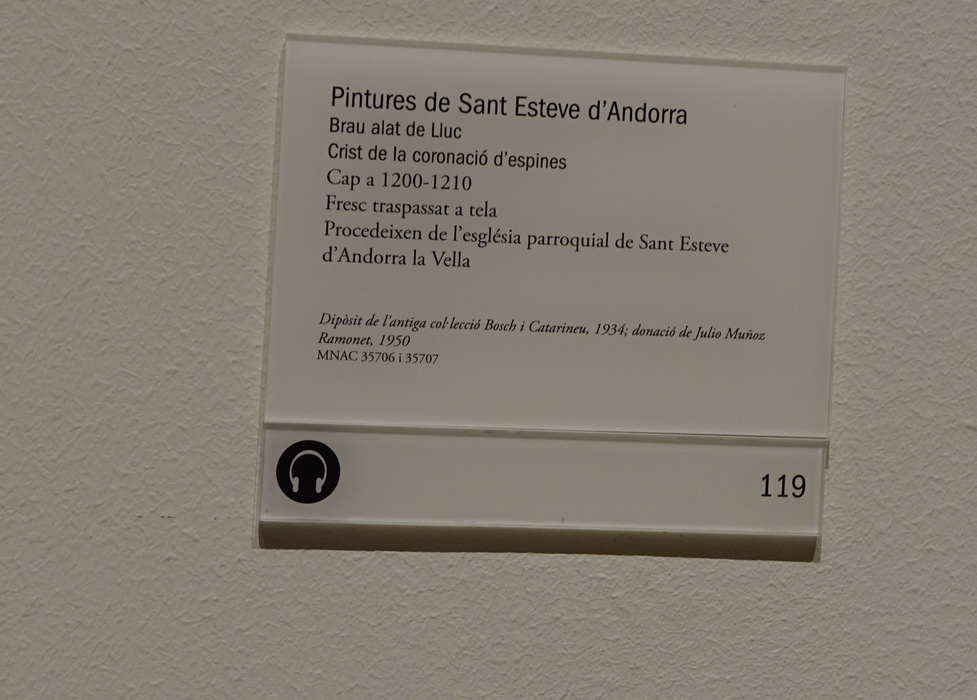 Pintures de Sant Esteve d'Andorra
Brau alat de Lluc
Crist de la coronació d'espines
Cap a 1200-1210
Fresc traspassat a tela
Procedeixen de l'església parroquial de Sant Esteve
d'Andorra la Vella
Dipòsit de l'antiga col·lecció Bosch i Catarineu, 1934; donació de Julio Muñoz
Ramonet, 1950
MNAC 35706 i 35707
119